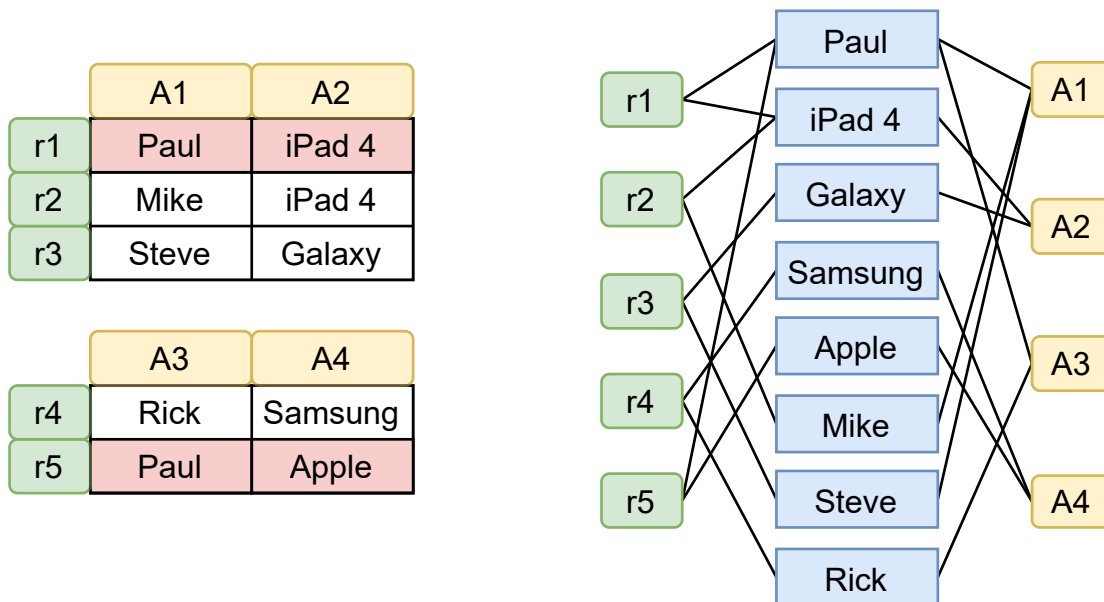 A1 A2
r1 Paul iPad 4
r2 Mike iPad 4
r3 Steve Galaxy
A3 A4
r4 Rick Samsung
r5 Paul Apple
r1
r2
r3
r4
r5
Paul
iPad 4
Galaxy
Samsung
Apple
Mike
Steve
Rick
A1
A2
A3
A4